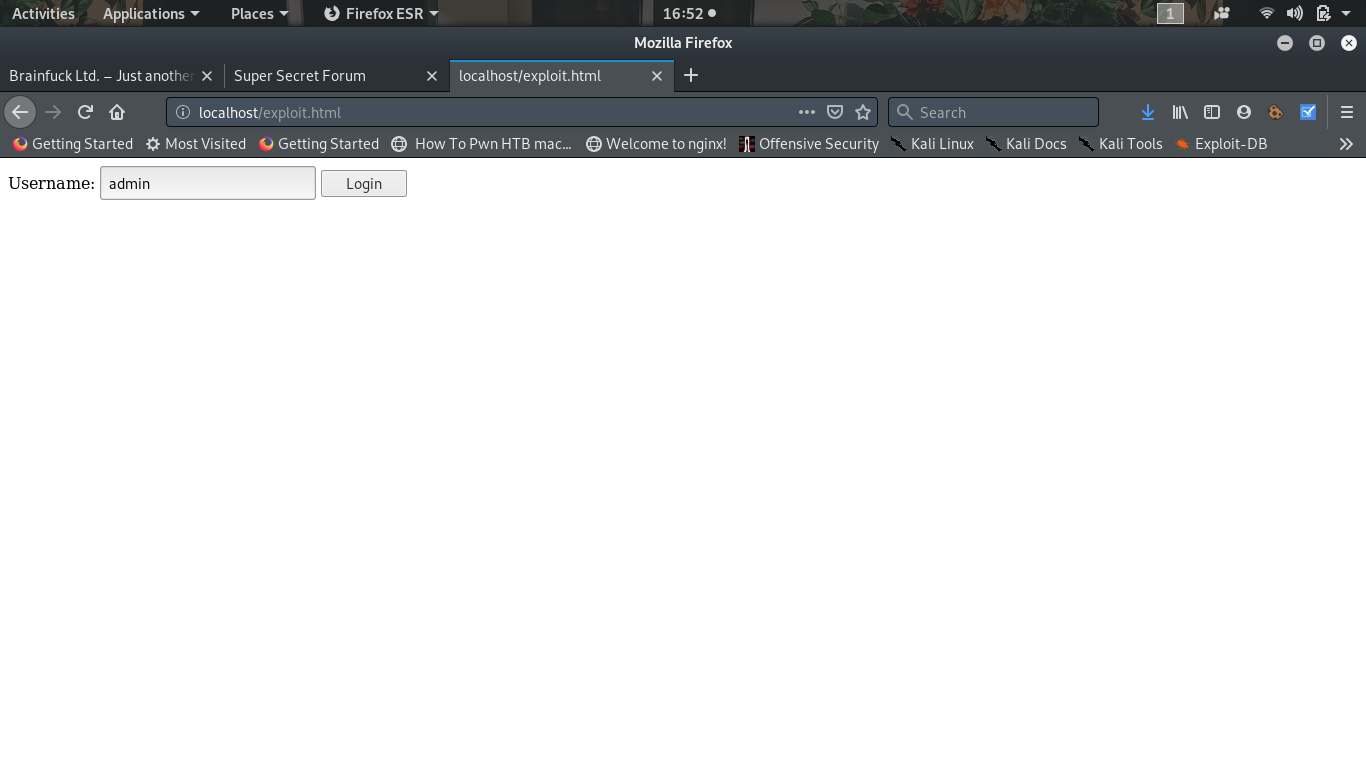 Activities Applications Places Firefox ESR 16:52 1
Mozilla Firefox
Brainfuck Ltd. – Just another Super Secret Forum localhost/exploit.html
localhost/exploit.html Search
Getting Started Most Visited Getting Started How To Pwn HTB mac... Welcome to nginx! Offensive Security Kali Linux Kali Docs Kali Tools Exploit-DB
Username: admin Login